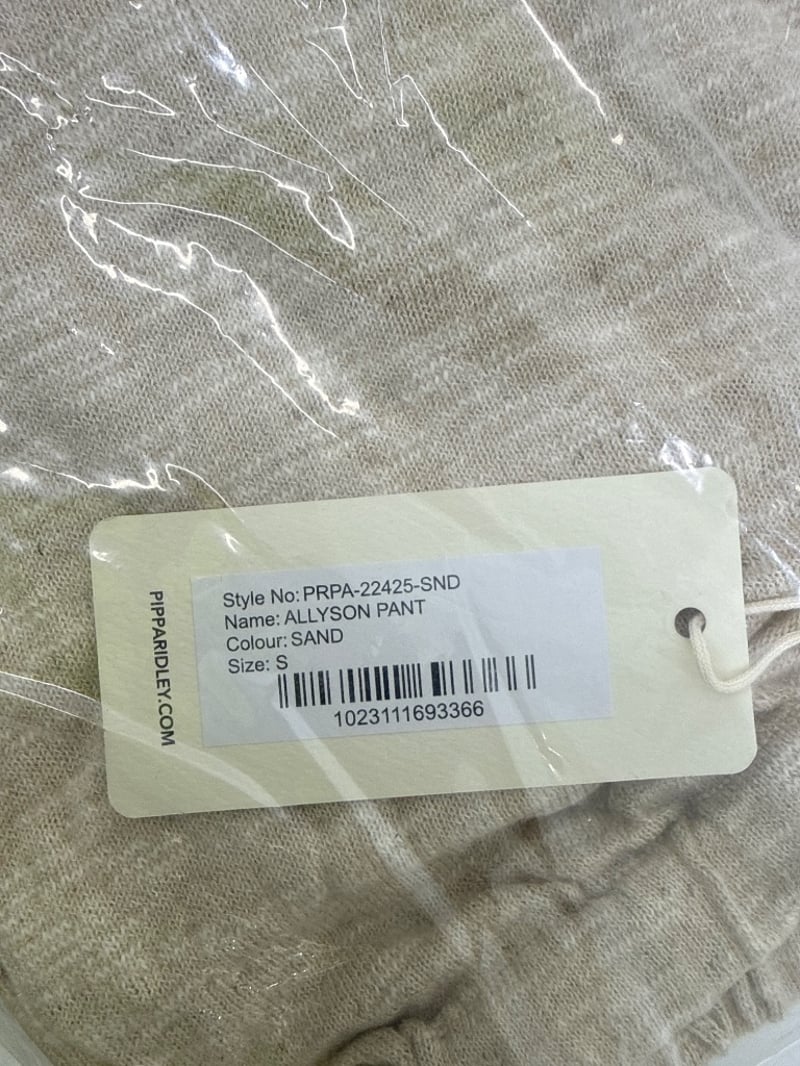 PIPPARIDLEY.COM
Style No: PRPA-22425-SND
Name: ALLYSON PANT
Colour: SAND
Size: S
1023111693366